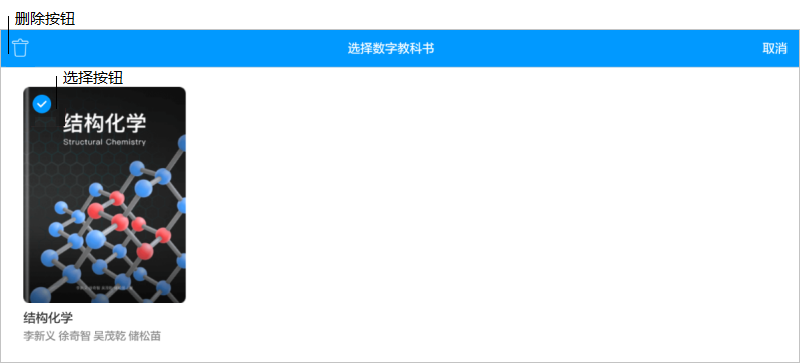 删除按钮
选择数字教科书
取消
选择按钮
结构化学
Structural Chemistry
结构化学
李新义 徐奇智 吴茂乾 储松苗